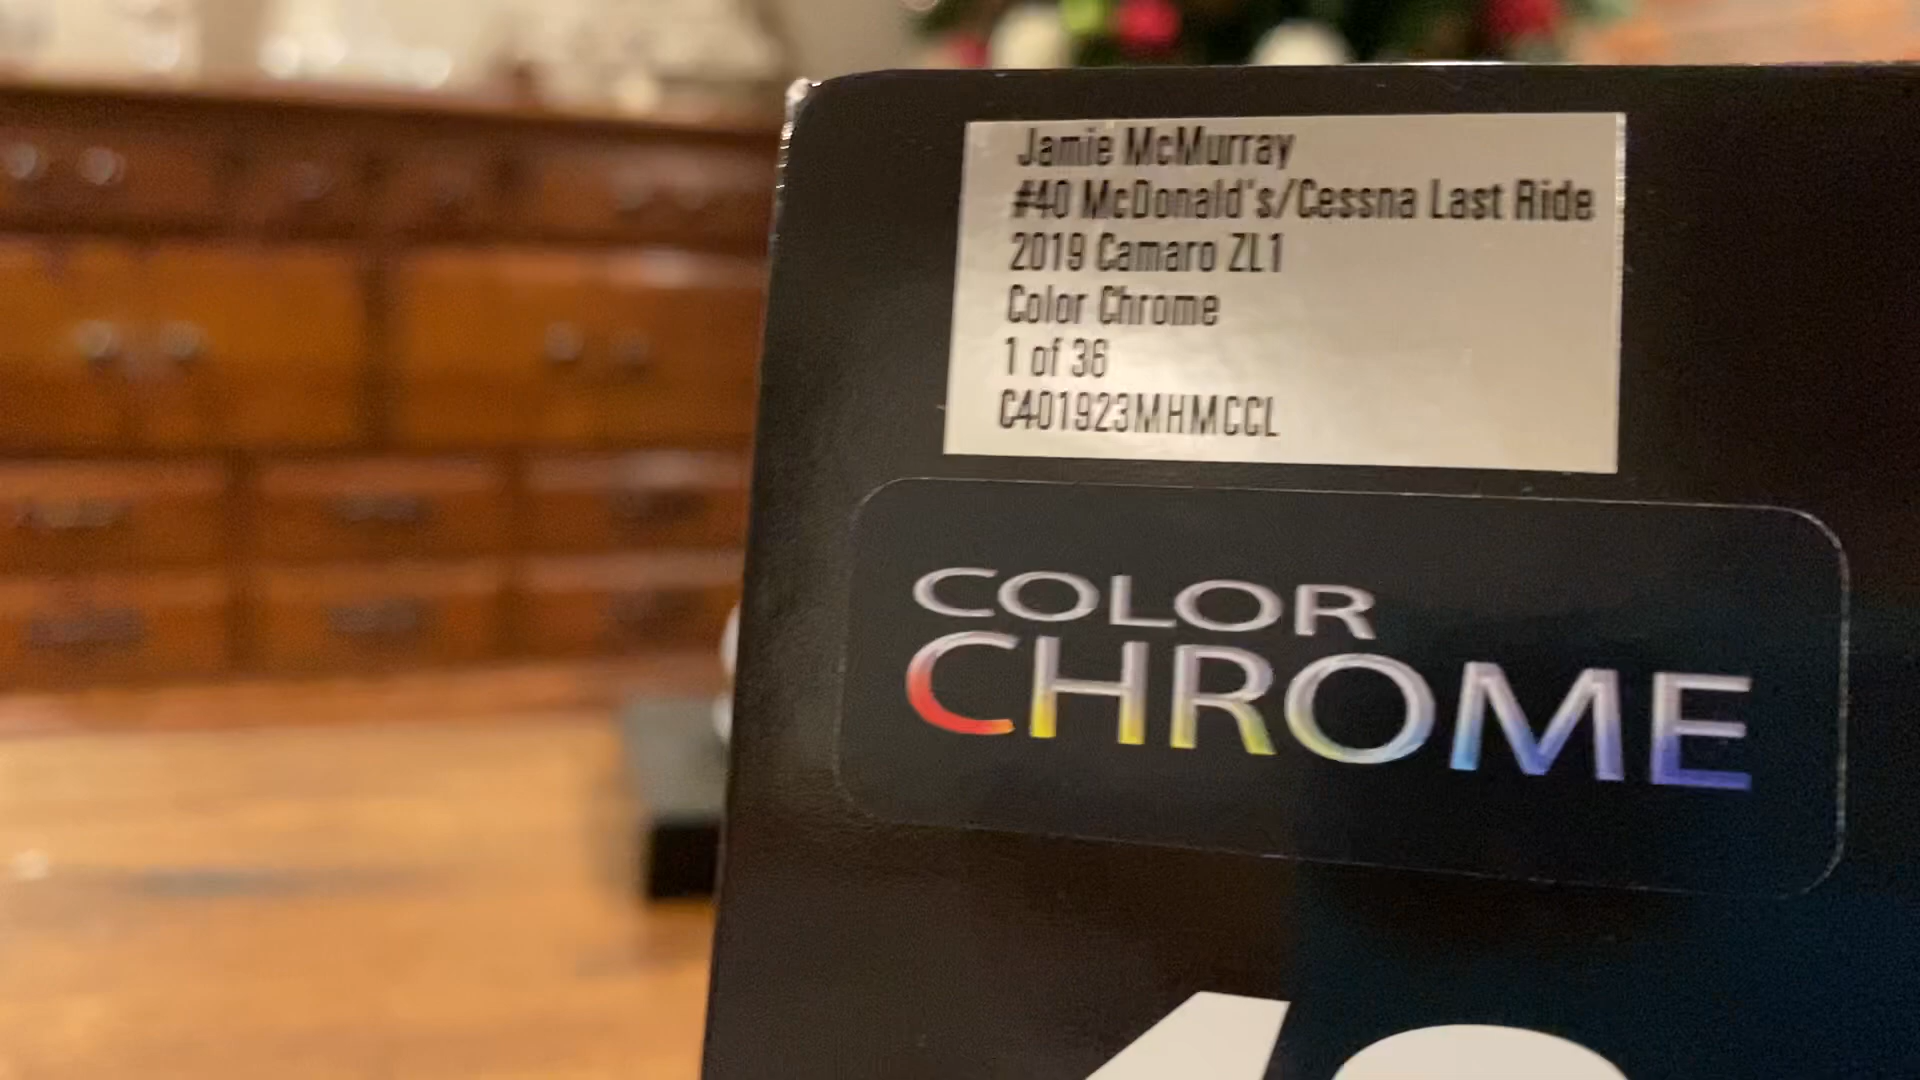 Jamie McMurray
#40 McDonald's/Cessna Last Ride
2019 Camaro ZL1
Color Chrome
1 of 36
C401923MHMCCL
COLOR
CHROME